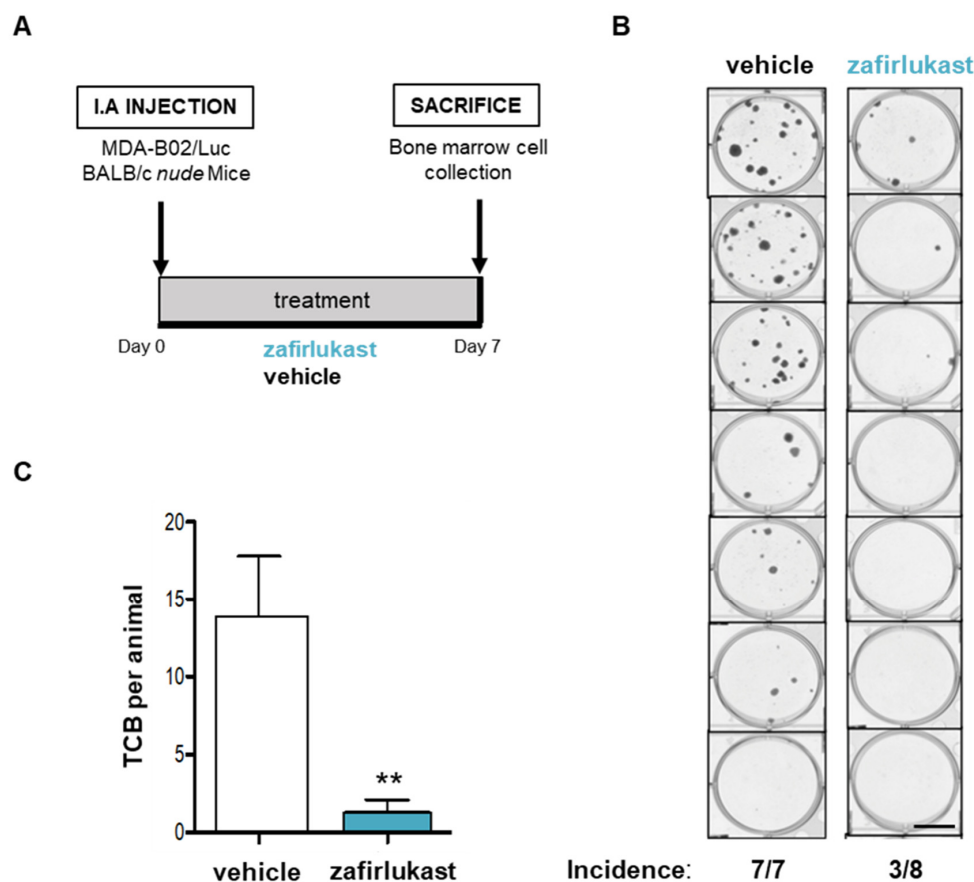 A
I.A INJECTION
MDA-B02/Luc
BALB/c nude Mice
SACRIFICE
Bone marrow cell
collection
treatment
Day 0
zafirlukast
vehicle
Day 7
B
vehicle
zafirlukast
Incidence:
7/7
3/8
C
TCB per animal
20
15
10
5
0
**
vehicle
zafirlukast